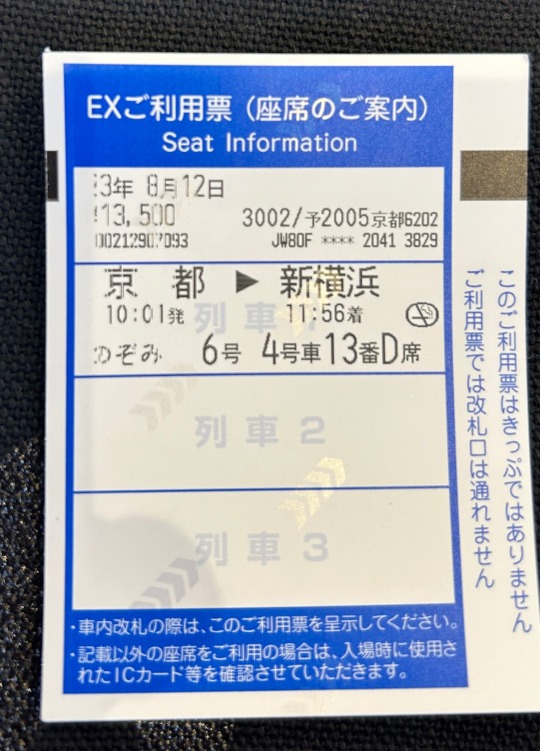 EXご利用票(座席のご案内)
Seat Information
3年 8月12日
13,500
3002/予2005京都6202
00212907093
JW80F **** 2041 3829
京 都 ▶ 新横浜
10:01発
11:56着
列車1
のぞみ 6号 4号車13番D席
列車2
列車3
・車内改札の際は、このご利用票を呈示してください。
・記載以外の座席をご利用の場合は、入場時に使用さ
れたICカード等を確認させていただきます。
このご利用票はきっぷではありません
ご利用票では改札口は通れません